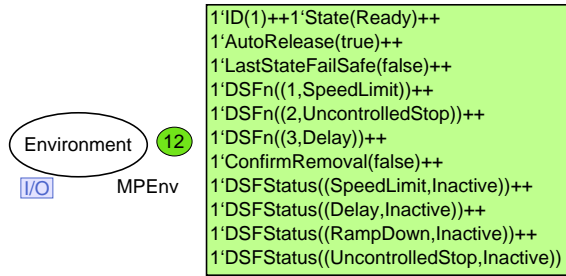 Environment
12
I/O
MPEnv
1‘ID(1)++1‘State(Ready)++
1‘AutoRelease(true)++
1‘LastStateFailSafe(false)++
1‘DSFn((1,SpeedLimit))++
1‘DSFn((2,UncontrolledStop))++
1‘DSFn((3,Delay))++
1‘ConfirmRemoval(false)++
1‘DSFStatus((SpeedLimit,Inactive))++
1‘DSFStatus((Delay,Inactive))++
1‘DSFStatus((RampDown,Inactive))++
1‘DSFStatus((UncontrolledStop,Inactive))